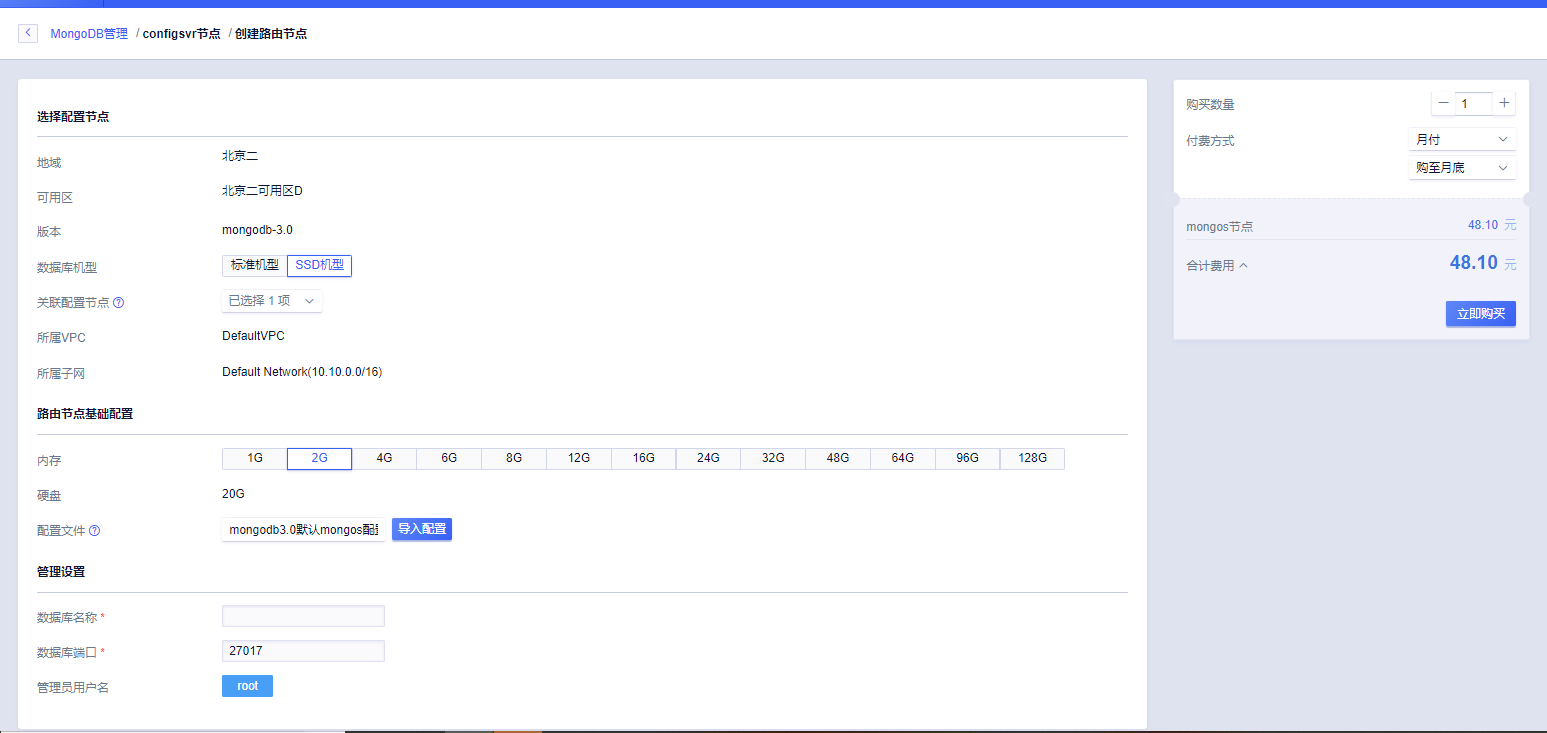 MongoDB管理 / configsvr节点 / 创建路由节点
选择配置节点
地域 北京二
可用区 北京二可用区D
版本 mongodb-3.0
数据库机型 标准机型 SSD机型
关联配置节点 已选择 1 项
所属VPC DefaultVPC
所属子网 Default Network(10.10.0.0/16)
路由节点基础配置
内存 1G 2G 4G 6G 8G 12G 16G 24G 32G 48G 64G 96G 128G
硬盘 20G
配置文件 mongodb3.0默认mongos配 导入配置
管理设置
数据库名称 *
数据库端口 * 27017
管理员用户名 root
购买数量 1
付费方式 月付
购至月底
mongos节点 48.10 元
合计费用 48.10 元
立即购买